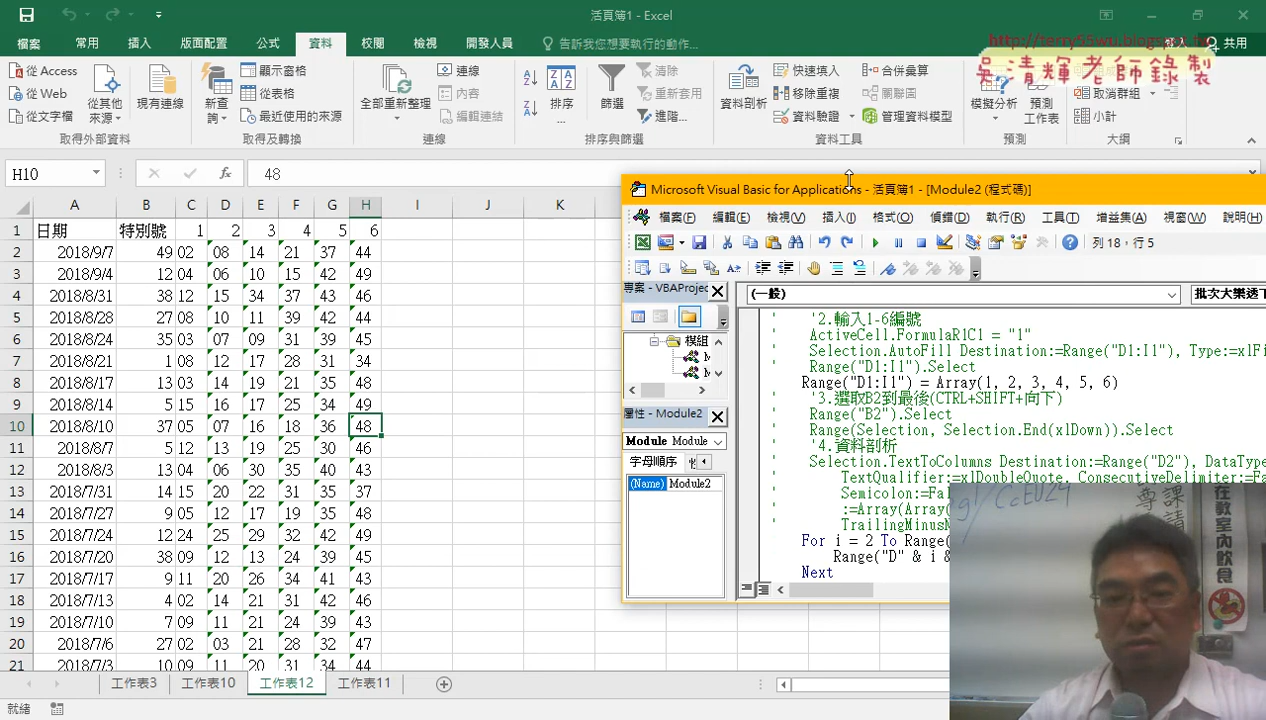 活頁簿1 - Excel
http://terry55wu.blogspot.tw
吳清輝老師錄製
檔案 常用 插入 版面配置 公式 資料 校閱 檢視 開發人員 告訴我您想要執行的動作... 共用
從 Access
從 Web
從文字檔
從其他來源
現有連線
新查詢
顯示窗格
從表格
最近使用的來源
全部重新整理
連線
內容
編輯連結
排序...
篩選
清除
重新套用
進階...
資料剖析
快速填入
移除重複
資料驗證
合併彙算
關聯圖
管理資料模型
模擬分析
預測工作表
取消群組
小計
取得外部資料 取得及轉換 連線 排序與篩選 資料工具 預測 大綱
H10 fx 48
A B C D E F G H I J K
1 日期 特別號 1 2 3 4 5 6
2 2018/9/7 49 02 08 14 21 37 44
3 2018/9/4 12 04 06 10 15 42 49
4 2018/8/31 38 12 15 34 37 43 46
5 2018/8/28 27 08 10 11 39 42 44
6 2018/8/24 35 03 07 09 31 39 45
7 2018/8/21 1 08 12 17 28 31 34
8 2018/8/17 13 03 14 19 21 35 48
9 2018/8/14 5 15 16 17 25 34 49
10 2018/8/10 37 05 07 16 18 36 48
11 2018/8/7 5 12 13 19 25 30 46
12 2018/8/3 13 04 06 30 35 40 43
13 2018/7/31 14 15 20 22 31 35 37
14 2018/7/27 9 05 12 17 19 35 48
15 2018/7/24 12 24 25 29 32 42 49
16 2018/7/20 38 09 12 13 24 39 45
17 2018/7/17 9 11 20 26 34 41 43
18 2018/7/13 4 02 14 21 31 42 46
19 2018/7/10 7 09 11 21 24 39 43
20 2018/7/6 27 02 03 21 28 32 47
21 2018/7/3 10 09 11 20 31 34 44
工作表3 工作表10 工作表12 工作表11
就緒
Microsoft Visual Basic for Applications - 活頁簿1 - [Module2 (程式碼)]
檔案(F) 編輯(E) 檢視(V) 插入(I) 格式(O) 偵錯(D) 執行(R) 工具(T) 增益集(A) 視窗(W) 說明(H)
列 18，行 5
專案 - VBAProjec
模組
屬性 - Module2
Module2 Module
字母順序
(Name) Module2
(一般) 批次大樂透下
'2.輸入1-6編號
' ActiveCell.FormulaR1C1 = "1"
' Selection.AutoFill Destination:=Range("D1:I1"), Type:=xlFi
' Range("D1:I1").Select
Range("D1:I1") = Array(1, 2, 3, 4, 5, 6)
'3.選取B2到最後(CTRL+SHIFT+向下)
' Range("B2").Select
' Range(Selection, Selection.End(xlDown)).Select
'4.資料剖析
' Selection.TextToColumns Destination:=Range("D2"), DataType
' TextQualifier:=xlDoubleQuote, ConsecutiveDelimiter:=Fa
' Semicolon:=Fal
' :=Array(Array(
' TrailingMinusN
For i = 2 To Range(
Range("D" & i &
Next
在教室內飲食